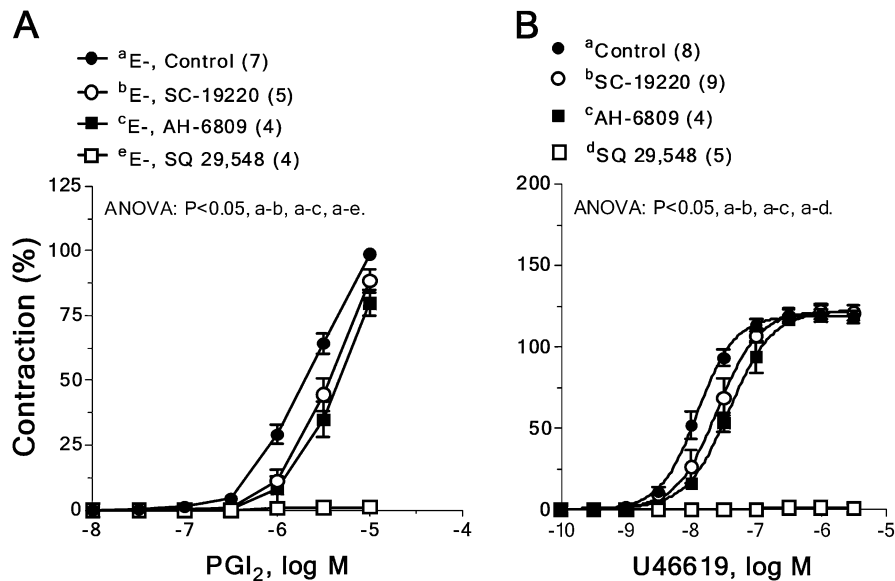 A
ᵃE-, Control (7)
ᵇE-, SC-19220 (5)
ᶜE-, AH-6809 (4)
ᵉE-, SQ 29,548 (4)
125
ANOVA: P<0.05, a-b, a-c, a-e.
100
75
50
25
0
-8
-7
-6
-5
-4
Contraction (%)
PGI₂, log M
B
ᵃControl (8)
ᵇSC-19220 (9)
ᶜAH-6809 (4)
ᵈSQ 29,548 (5)
200
ANOVA: P<0.05, a-b, a-c, a-d.
150
100
50
0
-10
-9
-8
-7
-6
-5
U46619, log M